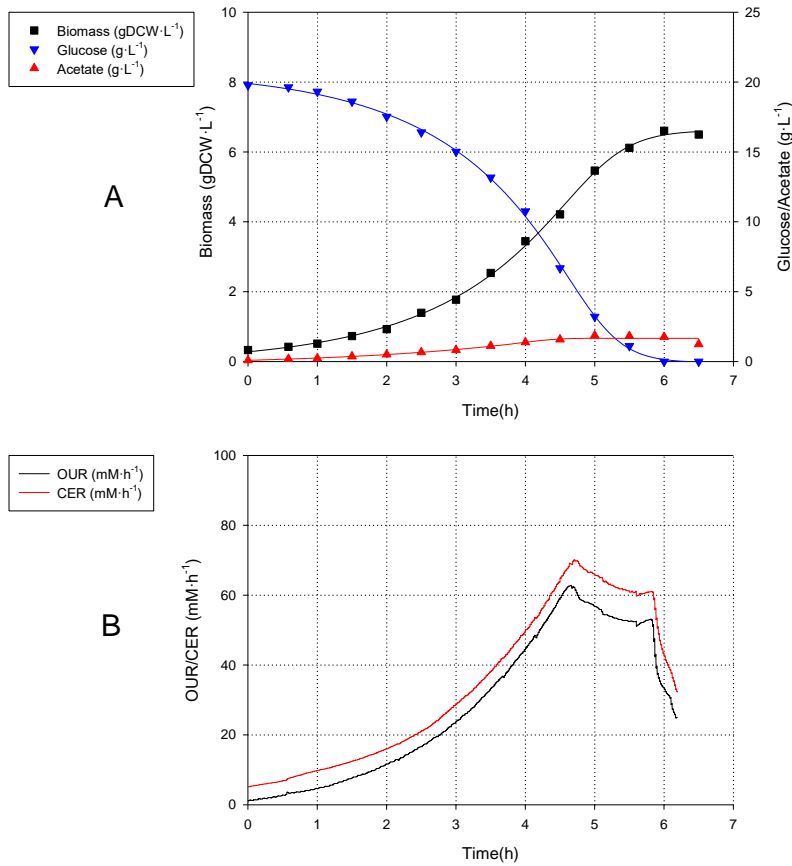 Biomass (gDCW·L⁻¹)
Glucose (g·L⁻¹)
Acetate (g·L⁻¹)
A
Biomass (gDCW·L⁻¹)
10
8
6
4
2
0
25
20
15
10
5
0
Glucose/Acetate (g·L⁻¹)
0 1 2 3 4 5 6 7
Time(h)
OUR (mM·h⁻¹)
CER (mM·h⁻¹)
B
OUR/CER (mM·h⁻¹)
100
80
60
40
20
0
0 1 2 3 4 5 6 7
Time(h)